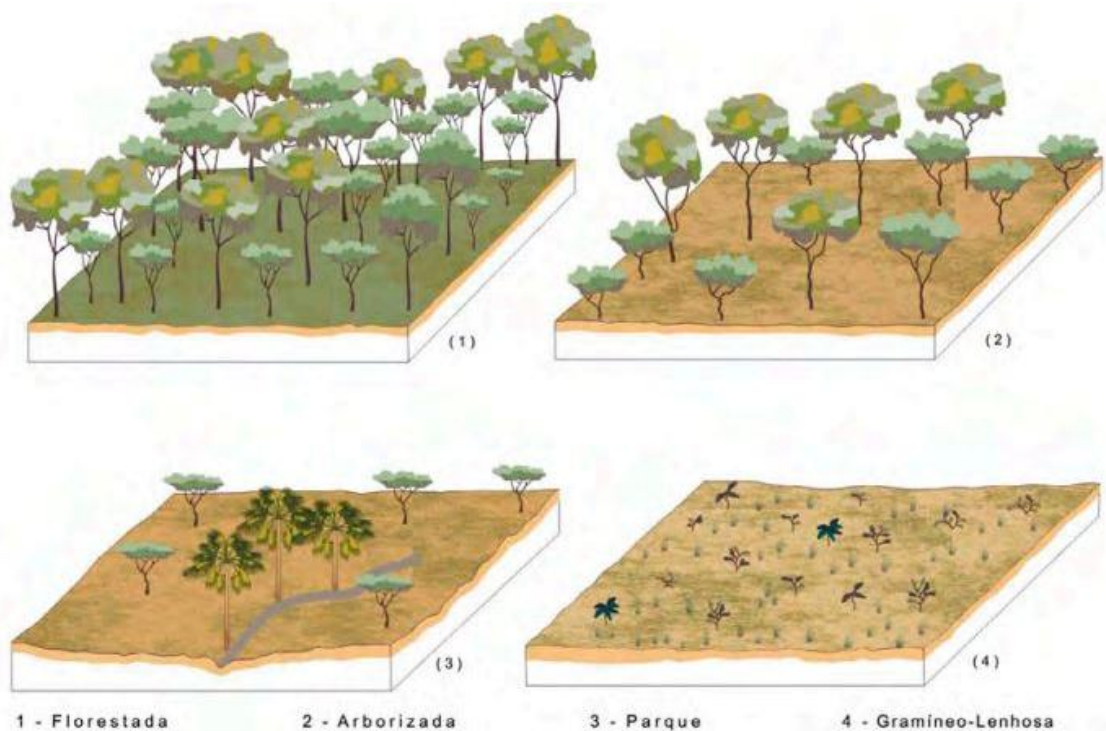 (1)
(2)
(3)
(4)
1 - Florestada 2 - Arborizada 3 - Parque 4 - Gramíneo-Lenhosa